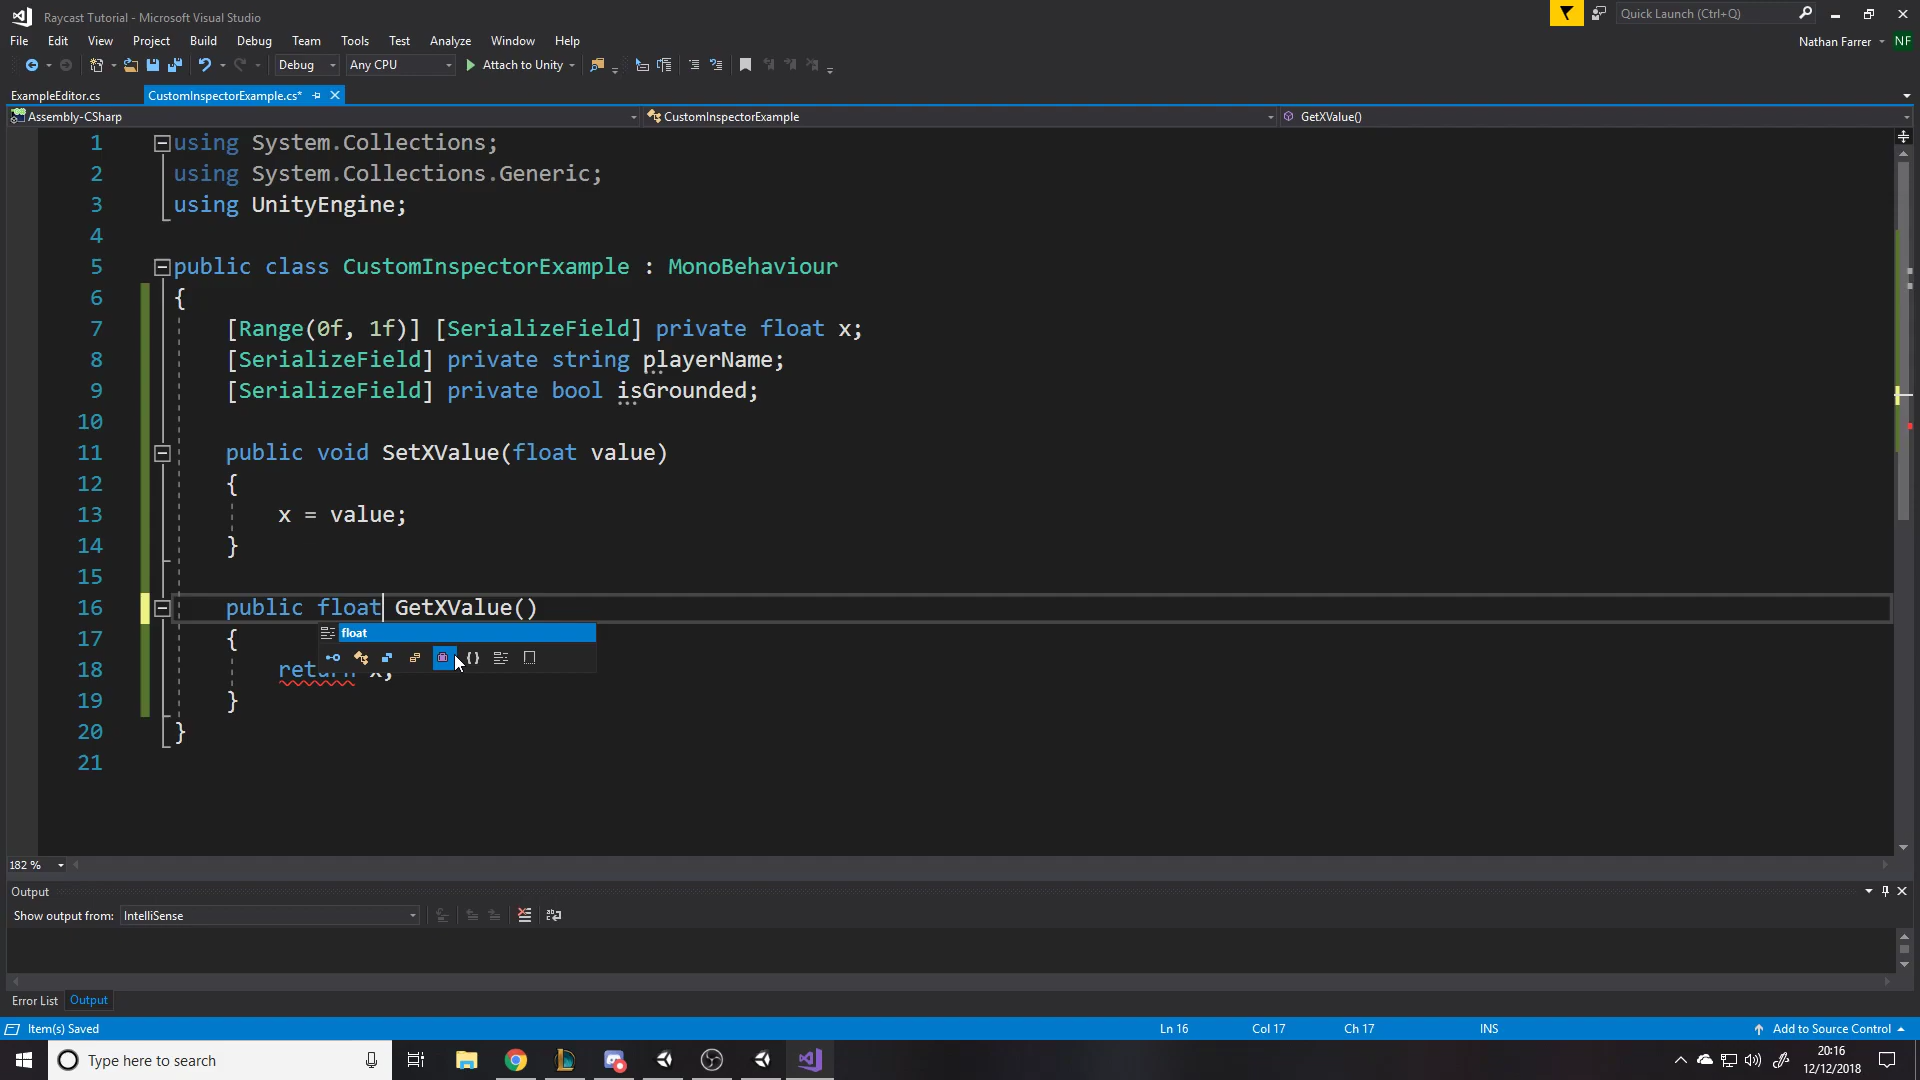 Raycast Tutorial - Microsoft Visual Studio
Quick Launch (Ctrl+Q)
File Edit View Project Build Debug Team Tools Test Analyze Window Help
Nathan Farrer NF
Debug Any CPU Attach to Unity
ExampleEditor.cs CustomInspectorExample.cs*
Assembly-CSharp CustomInspectorExample GetXValue()
1 using System.Collections;
2 using System.Collections.Generic;
3 using UnityEngine;
4
5 public class CustomInspectorExample : MonoBehaviour
6 {
7 [Range(0f, 1f)] [SerializeField] private float x;
8 [SerializeField] private string playerName;
9 [SerializeField] private bool isGrounded;
10
11 public void SetXValue(float value)
12 {
13 x = value;
14 }
15
16 public float GetXValue()
17 {
float
18 return x;
19 }
20 }
21
182 %
Output
Show output from: IntelliSense
Error List Output
Item(s) Saved Ln 16 Col 17 Ch 17 INS Add to Source Control
Type here to search
20:16
12/12/2018